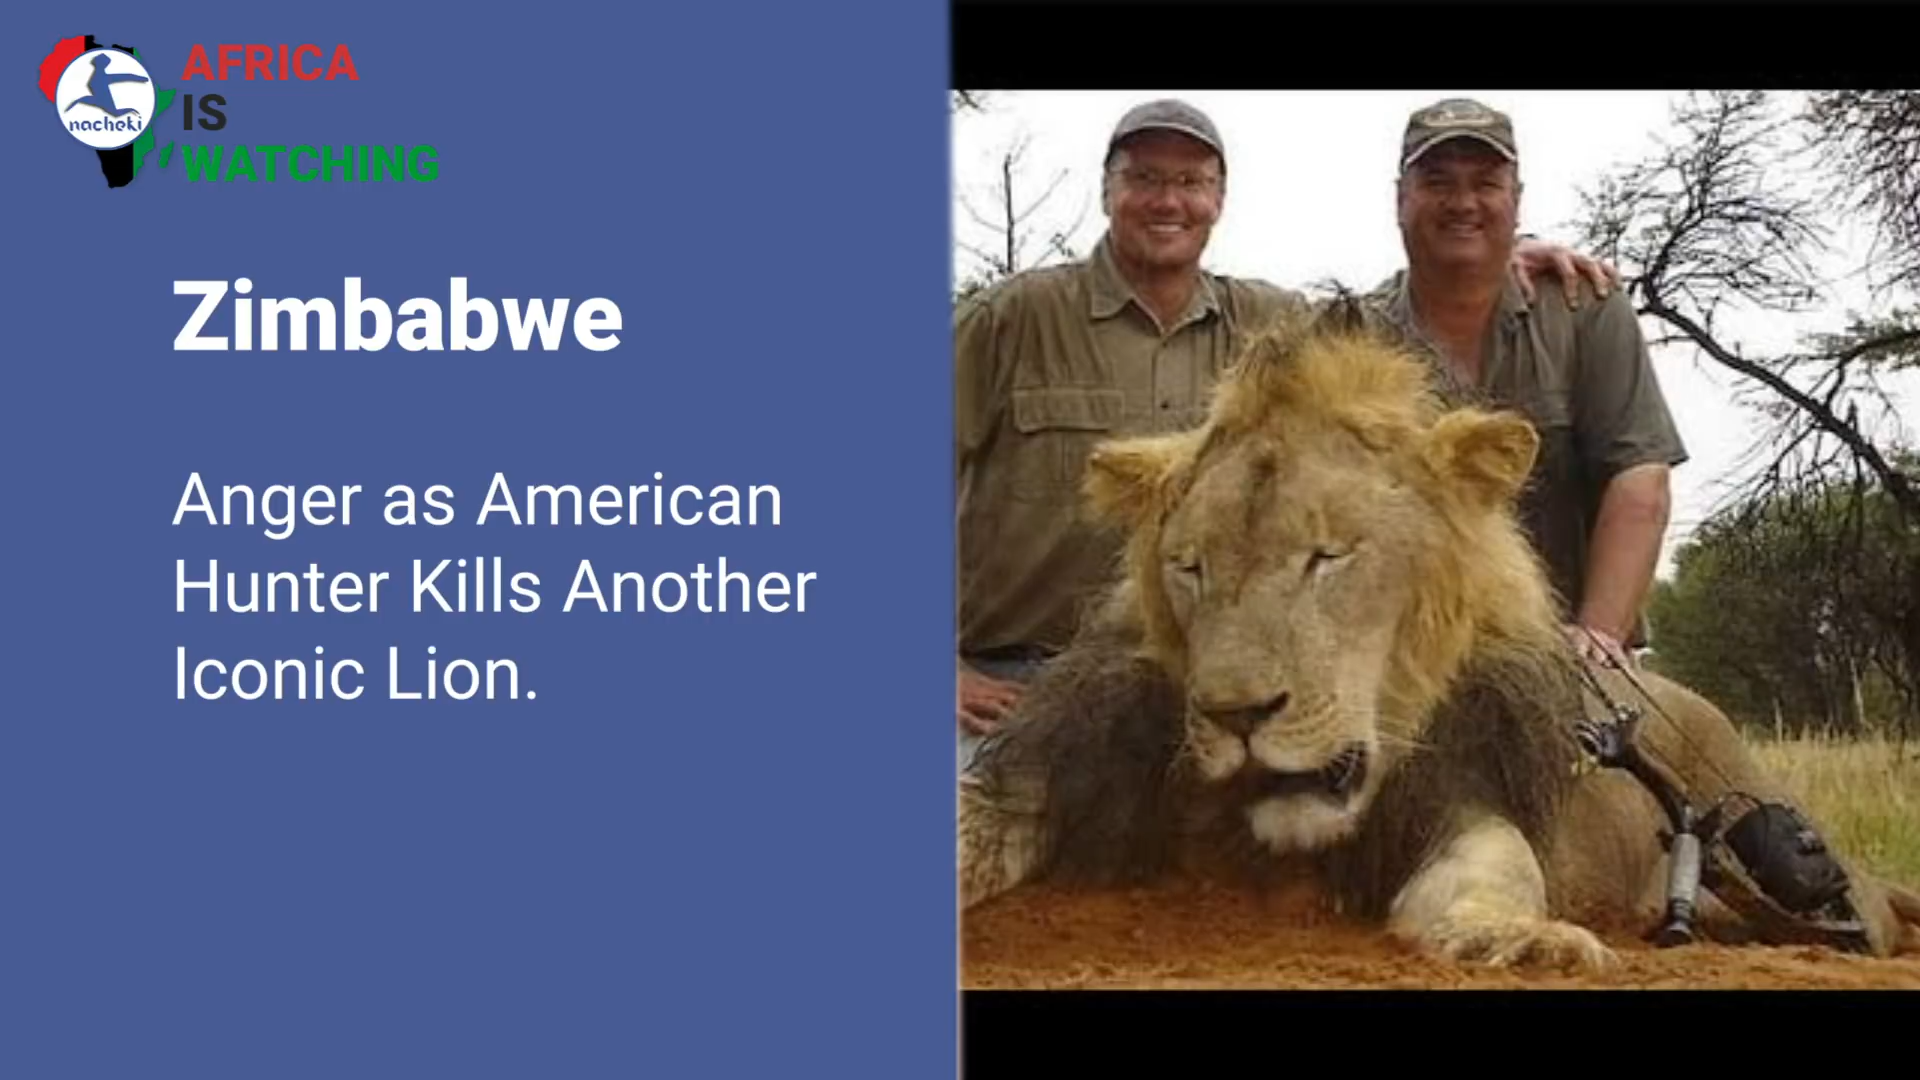 nacheki
AFRICA
IS
WATCHING
Zimbabwe
Anger as American
Hunter Kills Another
Iconic Lion.